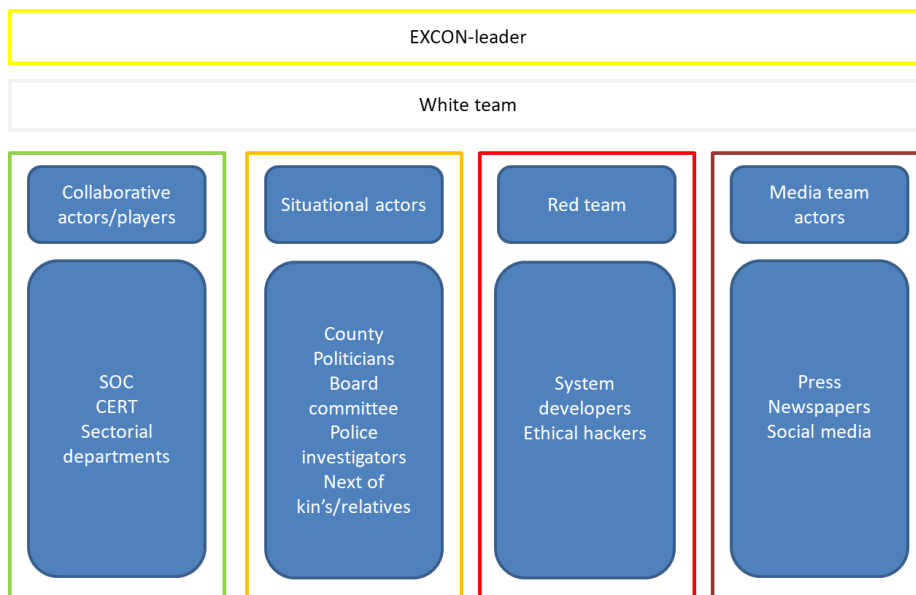 EXCON-leader
White team
Collaborative
actors/players
Situational actors
Red team
Media team
actors
SOC
CERT
Sectorial
departments
County
Politicians
Board
committee
Police
investigators
Next of
kin's/relatives
System
developers
Ethical hackers
Press
Newspapers
Social media